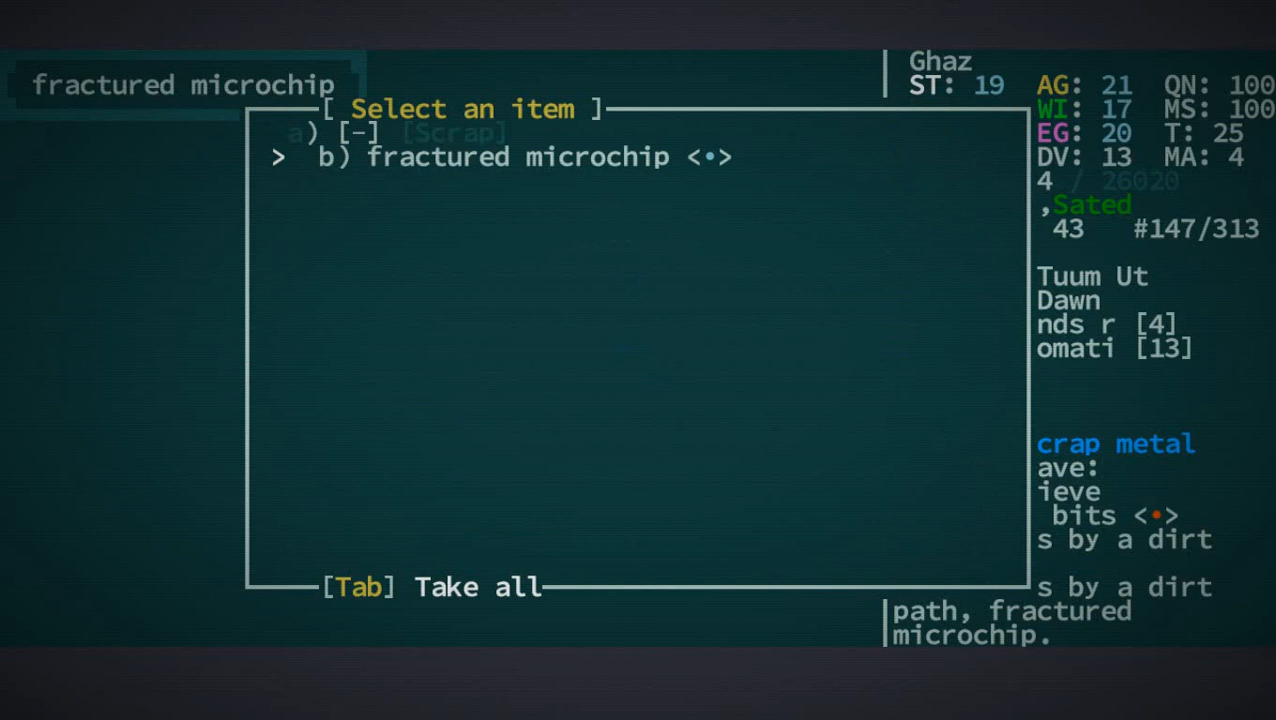 fractured microchip
[ Select an item ]
a) [-] [Scrap]
> b) fractured microchip <•>
[Tab] Take all
Ghaz
ST: 19 AG: 21 QN: 100
WI: 17 MS: 100
EG: 20 T: 25
DV: 13 MA: 4
4 / 26020
,Sated
43 #147/313
Tuum Ut
Dawn
nds r [4]
omati [13]
crap metal
ave:
ieve
bits <•>
s by a dirt
s by a dirt
path, fractured
microchip.